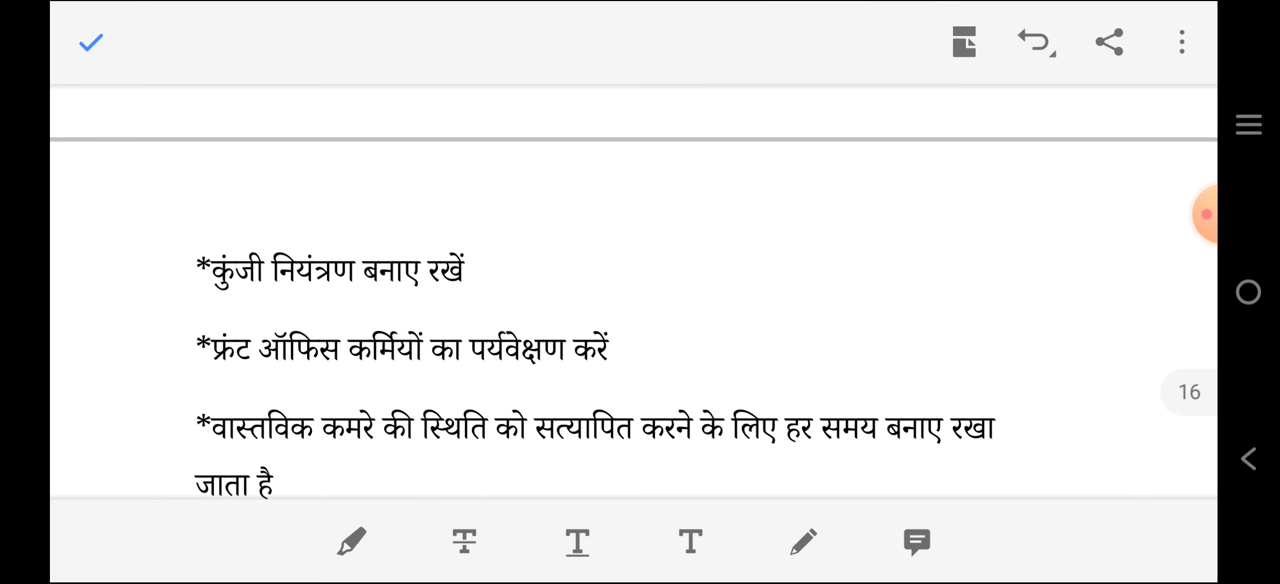 *कुंजी नियंत्रण बनाए रखें
*फ्रंट ऑफिस कर्मियों का पर्यवेक्षण करें
16
*वास्तविक कमरे की स्थिति को सत्यापित करने के लिए हर समय बनाए रखा
जाता है